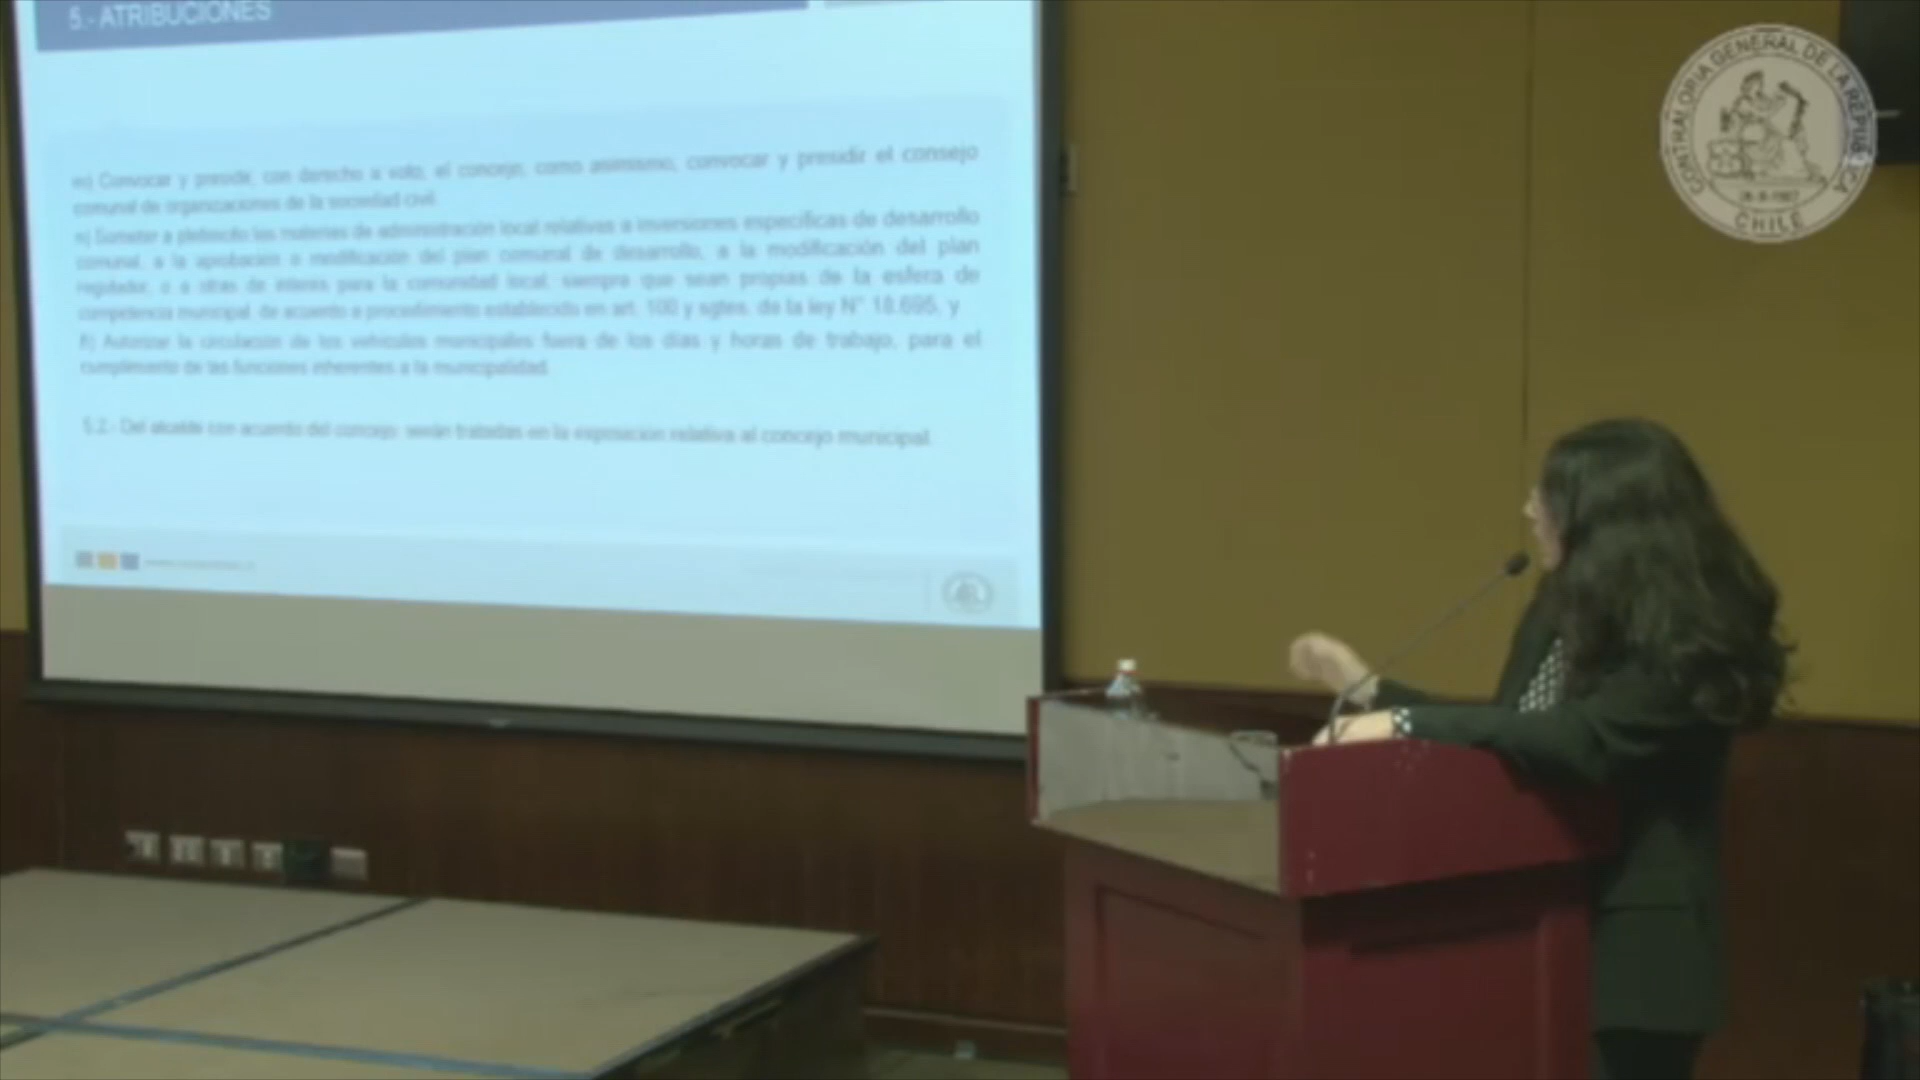 5.- ATRIBUCIONES
m) Convocar y presidir, con derecho a voto, el concejo, como asimismo, convocar y presidir el consejo
comunal de organizaciones de la sociedad civil.
n) Someter a plebiscito las materias de administración local relativas a inversiones específicas de desarrollo
comunal, a la aprobación o modificación del plan comunal de desarrollo, a la modificación del plan
regulador, o a otras de interés para la comunidad local, siempre que sean propias de la esfera de
competencia municipal, de acuerdo a procedimiento establecido en art. 100 y sgtes. de la ley N° 18.695, y
ñ) Autorizar la circulación de los vehículos municipales fuera de los días y horas de trabajo, para el
cumplimiento de las funciones inherentes a la municipalidad.
5.2.- Del alcalde con acuerdo del concejo: serán tratadas en la exposición relativa al concejo municipal.
CONTRALORIA GENERAL DE LA REPUBLICA
CHILE